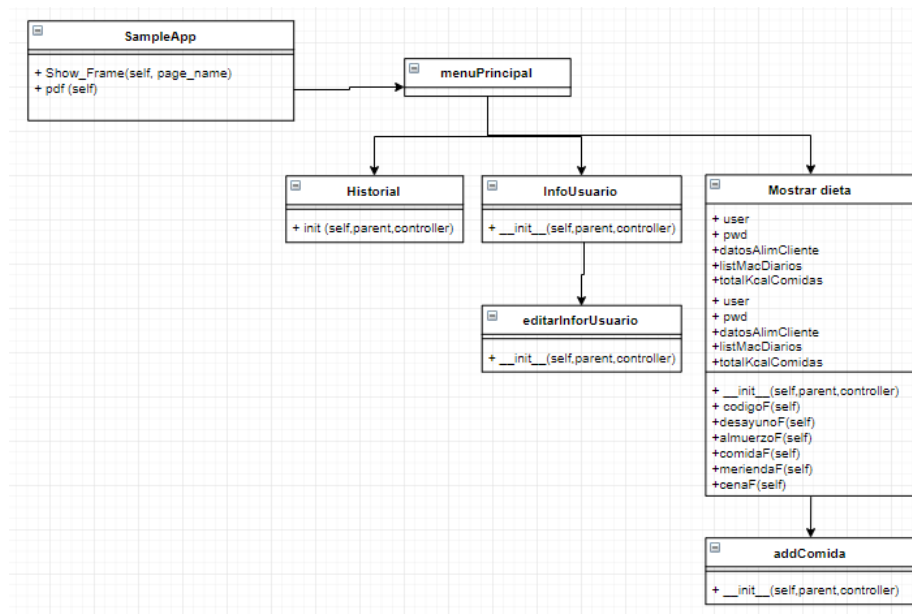 SampleApp
+ Show_Frame(self, page_name)
+ pdf (self)
menuPrincipal
Historial
+ init (self,parent,controller)
InfoUsuario
+ __init__(self,parent,controller)
editarInforUsuario
+ __init__(self,parent,controller)
Mostrar dieta
+ user
+ pwd
+datosAlimCliente
+listMacDiarios
+totalKcalComidas
+ user
+ pwd
+datosAlimCliente
+listMacDiarios
+totalKcalComidas
+ __init__(self,parent,controller)
+ codigoF(self)
+desayunoF(self)
+almuerzoF(self)
+comidaF(self)
+meriendaF(self)
+cenaF(self)
addComida
+ __init__(self,parent,controller)